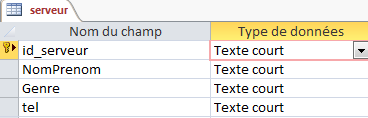 serveur
Nom du champ Type de données
id_serveur Texte court
NomPrenom Texte court
Genre Texte court
tel Texte court